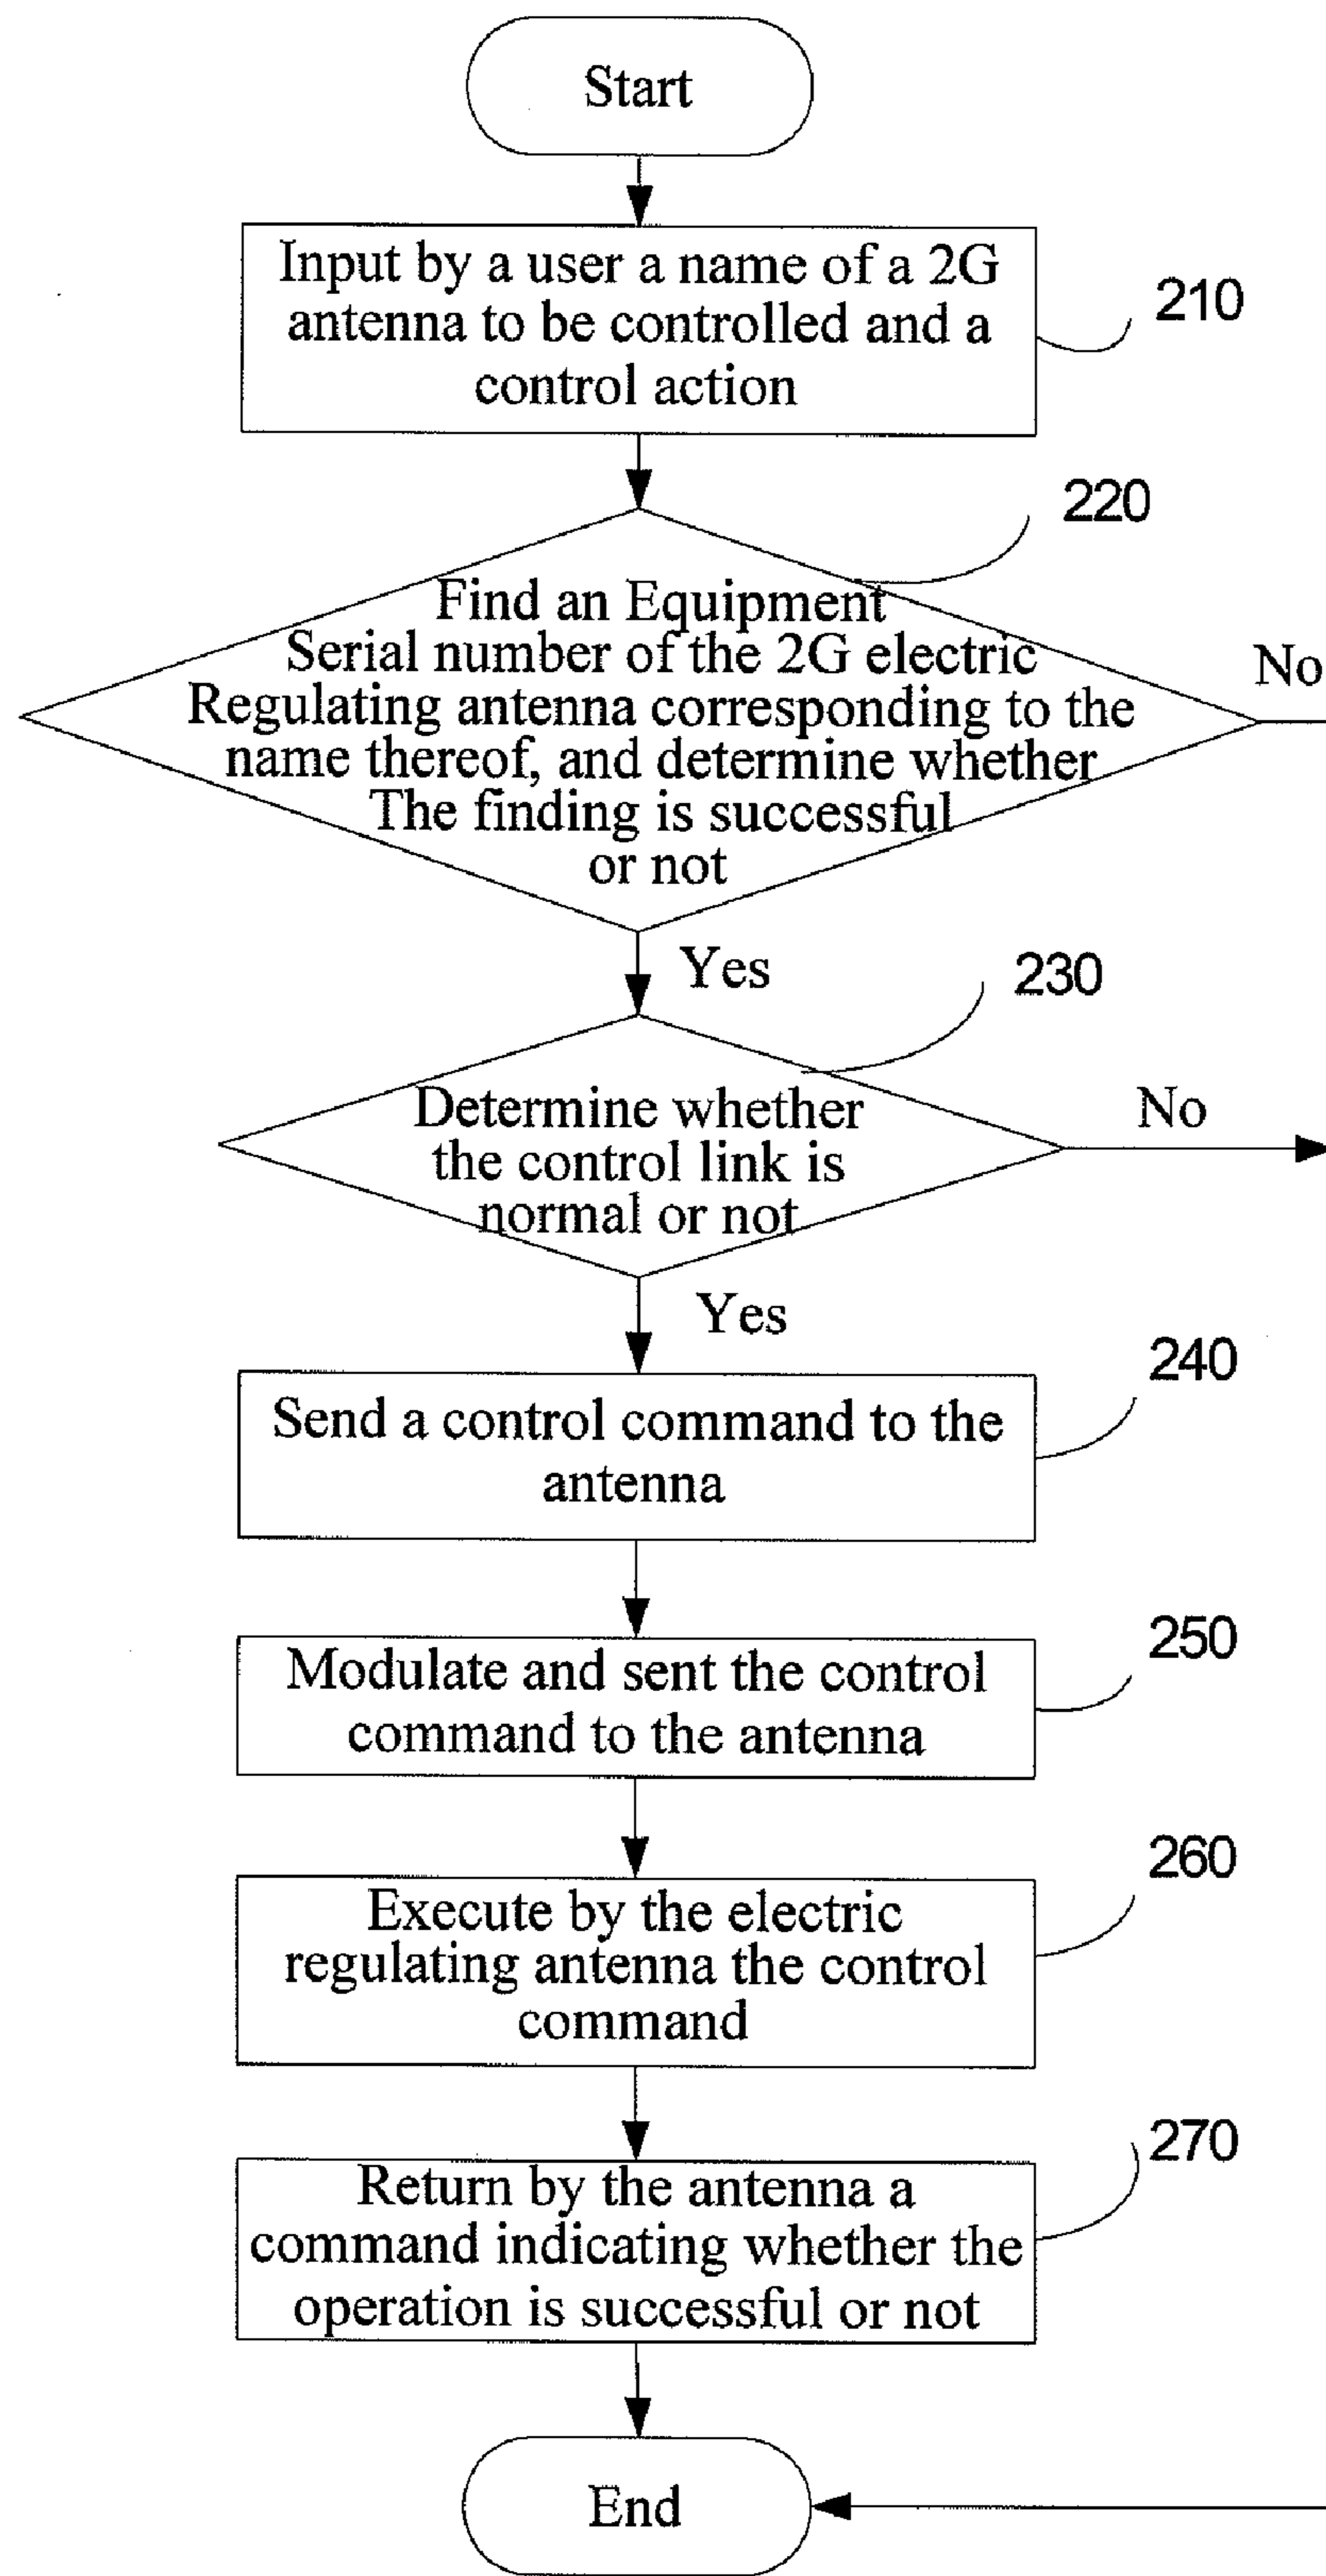 Start
Input by a user a name of a 2G
antenna to be controlled and a
control action
210
220
Find an Equipment
Serial number of the 2G electric
Regulating antenna corresponding to the
name thereof, and determine whether
The finding is successful
or not
No
Yes
230
Determine whether
the control link is
normal or not
No
Yes
240
Send a control command to the
antenna
250
Modulate and sent the control
command to the antenna
260
Execute by the electric
regulating antenna the control
command
270
Return by the antenna a
command indicating whether the
operation is successful or not
End